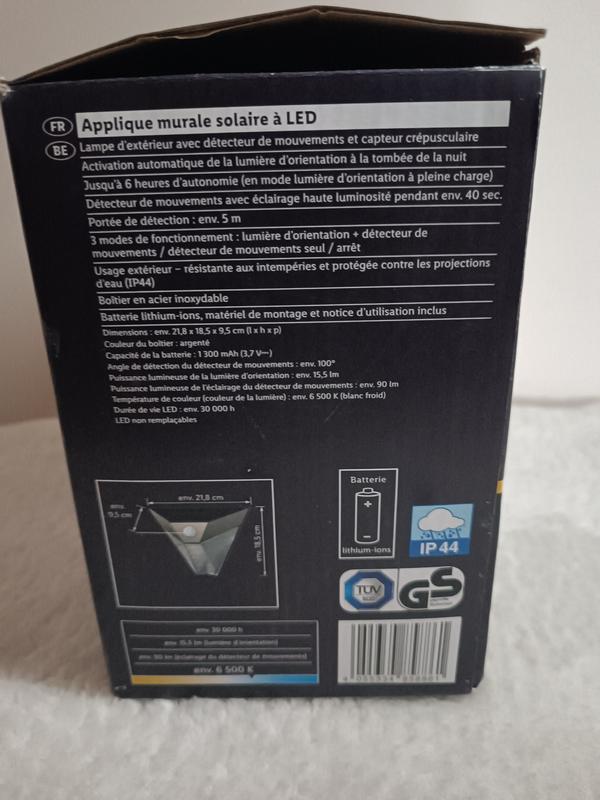 FR
Applique murale solaire à LED
BE
Lampe d'extérieur avec détecteur de mouvements et capteur crépusculaire
Activation automatique de la lumière d'orientation à la tombée de la nuit
Jusqu'à 6 heures d'autonomie (en mode lumière d'orientation à pleine charge)
Détecteur de mouvements avec éclairage haute luminosité pendant env. 40 sec.
Portée de détection : env. 5 m
3 modes de fonctionnement : lumière d'orientation + détecteur de
mouvements / détecteur de mouvements seul / arrêt
Usage extérieur – résistante aux intempéries et protégée contre les projections
d'eau (IP44)
Boîtier en acier inoxydable
Batterie lithium-ions, matériel de montage et notice d'utilisation inclus
Dimensions : env. 21,8 x 18,5 x 9,5 cm (l x h x p)
Couleur du boîtier : argenté
Capacité de la batterie : 1 300 mAh (3,7 V⎓)
Angle de détection du détecteur de mouvements : env. 100°
Puissance lumineuse de la lumière d'orientation : env. 15,5 lm
Puissance lumineuse de l'éclairage du détecteur de mouvements : env. 90 lm
Température de couleur (couleur de la lumière) : env. 6 500 K (blanc froid)
Durée de vie LED : env. 30 000 h
LED non remplaçables
env. 21,8 cm
env.
9,5 cm
env. 18,5 cm
Batterie
+
–
lithium-ions
IP44
TÜV
SÜD
GS
env. 30 000 h
env. 15,5 lm (lumière d'orientation)
env. 90 lm (éclairage du détecteur de mouvements)
env. 6 500 K